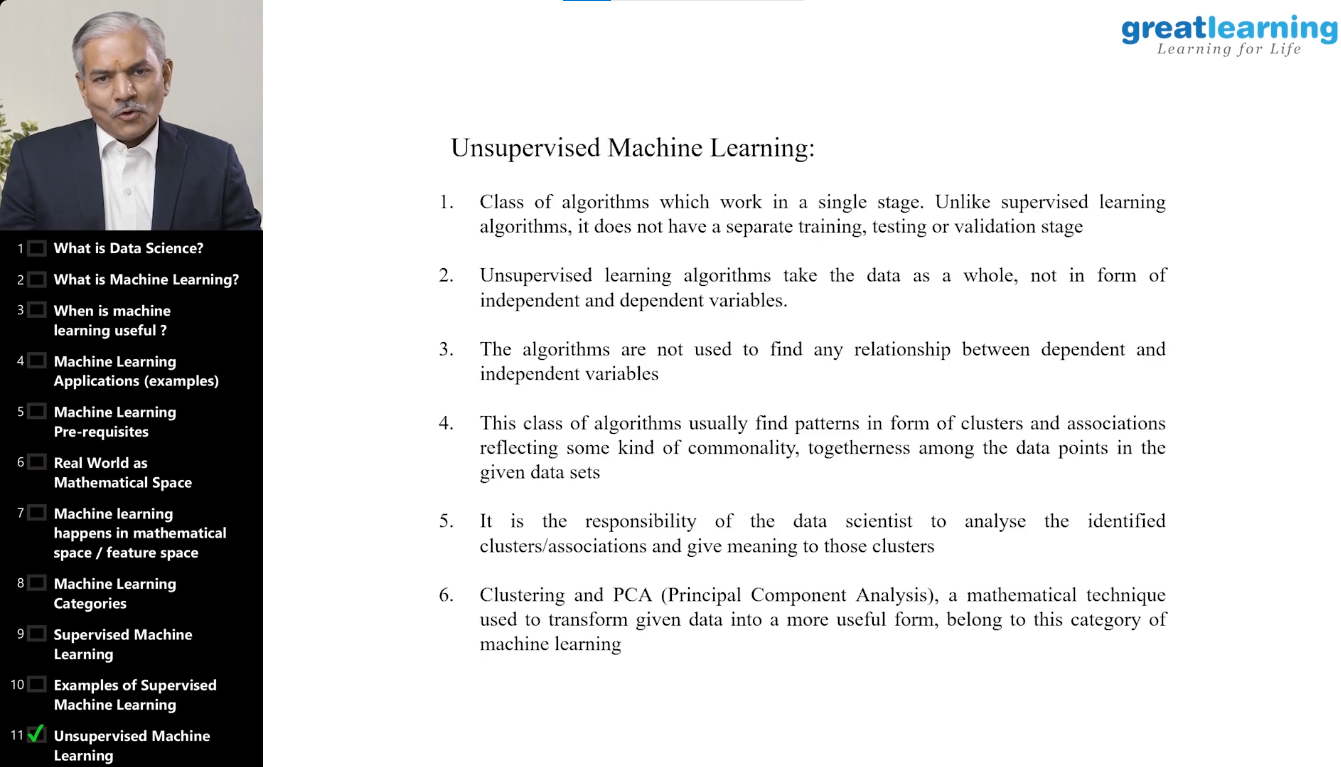 greatlearning
Learning for Life
Unsupervised Machine Learning:
1. Class of algorithms which work in a single stage. Unlike supervised learning
algorithms, it does not have a separate training, testing or validation stage
2. Unsupervised learning algorithms take the data as a whole, not in form of
independent and dependent variables.
3. The algorithms are not used to find any relationship between dependent and
independent variables
4. This class of algorithms usually find patterns in form of clusters and associations
reflecting some kind of commonality, togetherness among the data points in the
given data sets
5. It is the responsibility of the data scientist to analyse the identified
clusters/associations and give meaning to those clusters
6. Clustering and PCA (Principal Component Analysis), a mathematical technique
used to transform given data into a more useful form, belong to this category of
machine learning
1 What is Data Science?
2 What is Machine Learning?
3 When is machine
learning useful ?
4 Machine Learning
Applications (examples)
5 Machine Learning
Pre-requisites
6 Real World as
Mathematical Space
7 Machine learning
happens in mathematical
space / feature space
8 Machine Learning
Categories
9 Supervised Machine
Learning
10 Examples of Supervised
Machine Learning
11 Unsupervised Machine
Learning